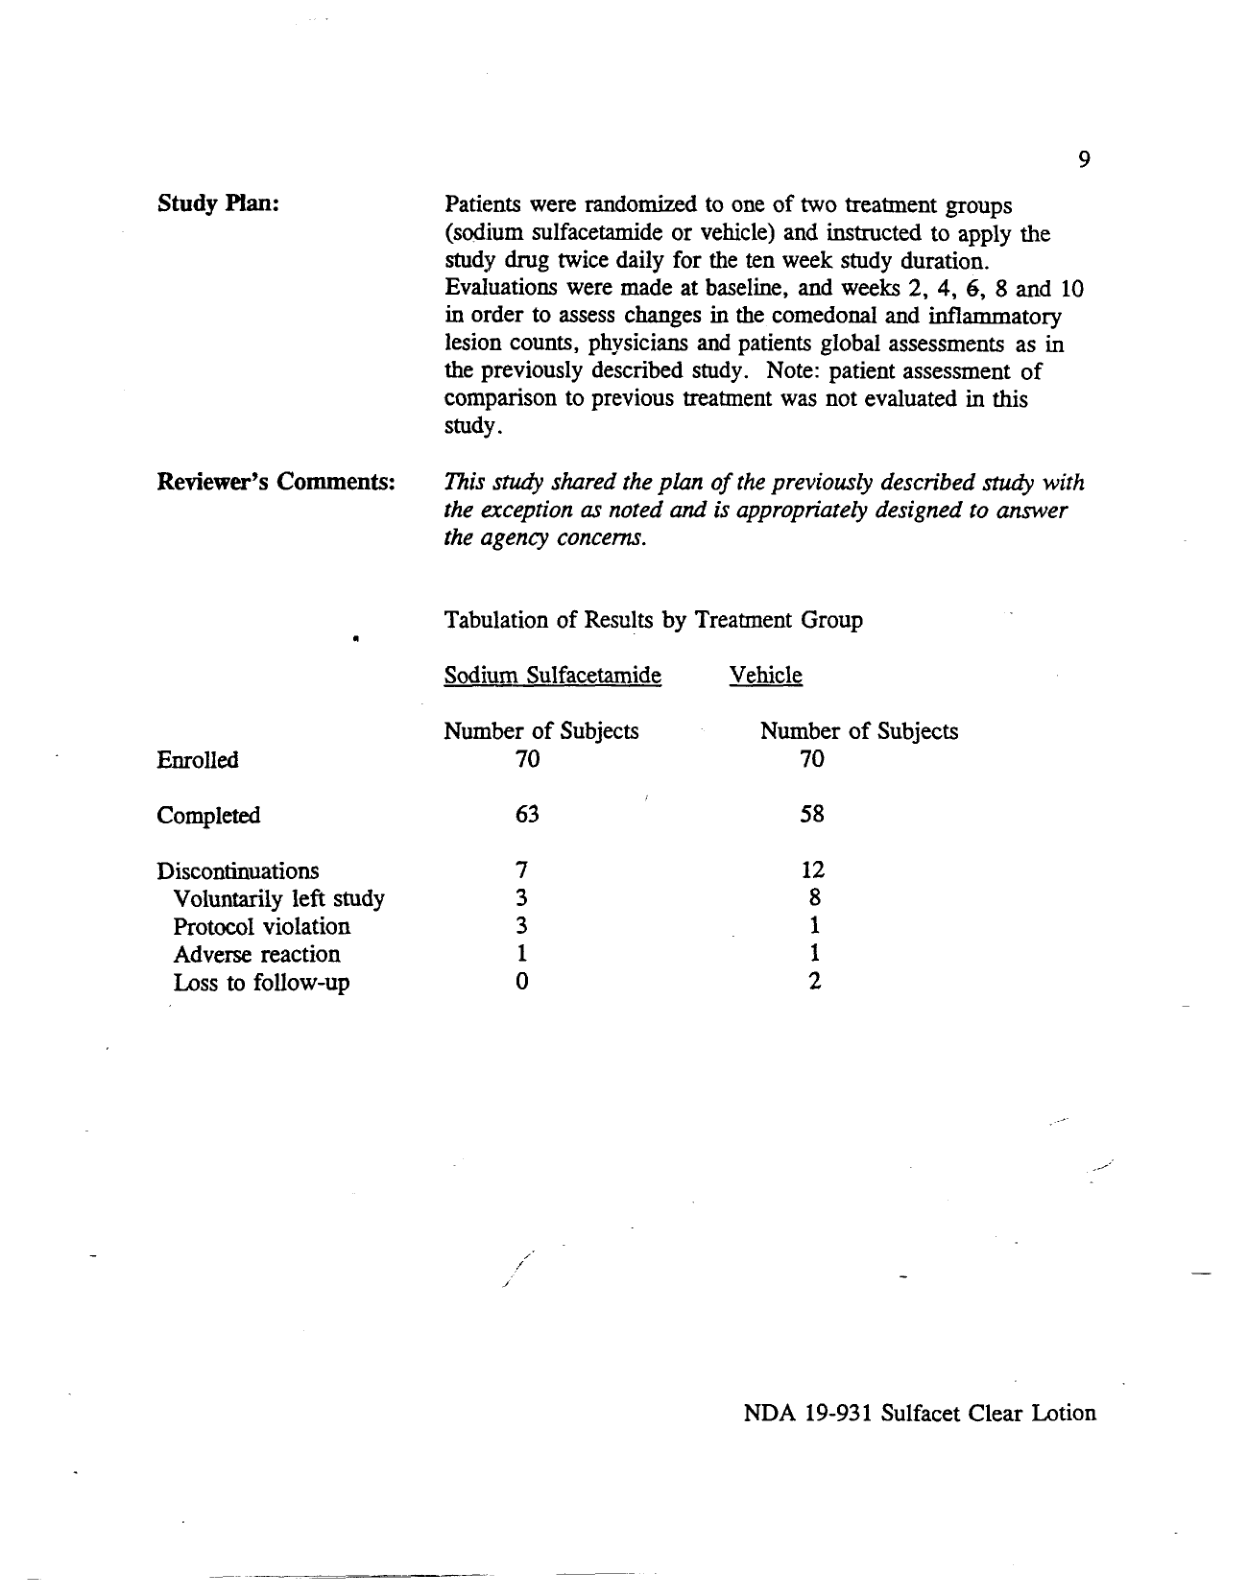 9
Study Plan:
Patients were randomized to one of two treatment groups
(sodium sulfacetamide or vehicle) and instructed to apply the
study drug twice daily for the ten week study duration.
Evaluations were made at baseline, and weeks 2, 4, 6, 8 and 10
in order to assess changes in the comedonal and inflammatory
lesion counts, physicians and patients global assessments as in
the previously described study. Note: patient assessment of
comparison to previous treatment was not evaluated in this
study.
Reviewer's Comments:
This study shared the plan of the previously described study with
the exception as noted and is appropriately designed to answer
the agency concerns.
Tabulation of Results by Treatment Group
Sodium Sulfacetamide Vehicle
Number of Subjects Number of Subjects
Enrolled 70 70
Completed 63 58
Discontinuations 7 12
Voluntarily left study 3 8
Protocol violation 3 1
Adverse reaction 1 1
Loss to follow-up 0 2
NDA 19-931 Sulfacet Clear Lotion